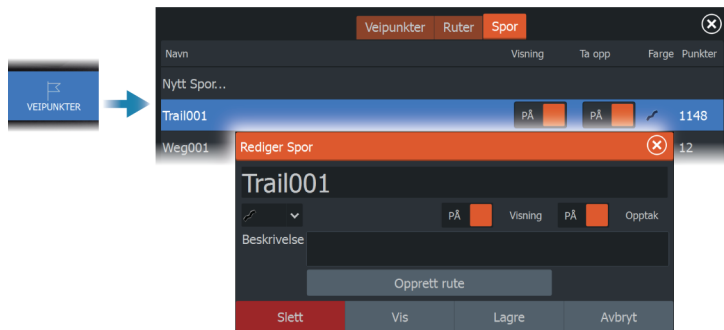 Veipunkter Ruter Spor
Navn Visning Ta opp Farge Punkter
Nytt Spor...
VEIPUNKTER
Trail001 PÅ PÅ 1148
Weg001 12
Rediger Spor
Trail001
PÅ Visning PÅ Opptak
Beskrivelse
Opprett rute
Slett Vis Lagre Avbryt